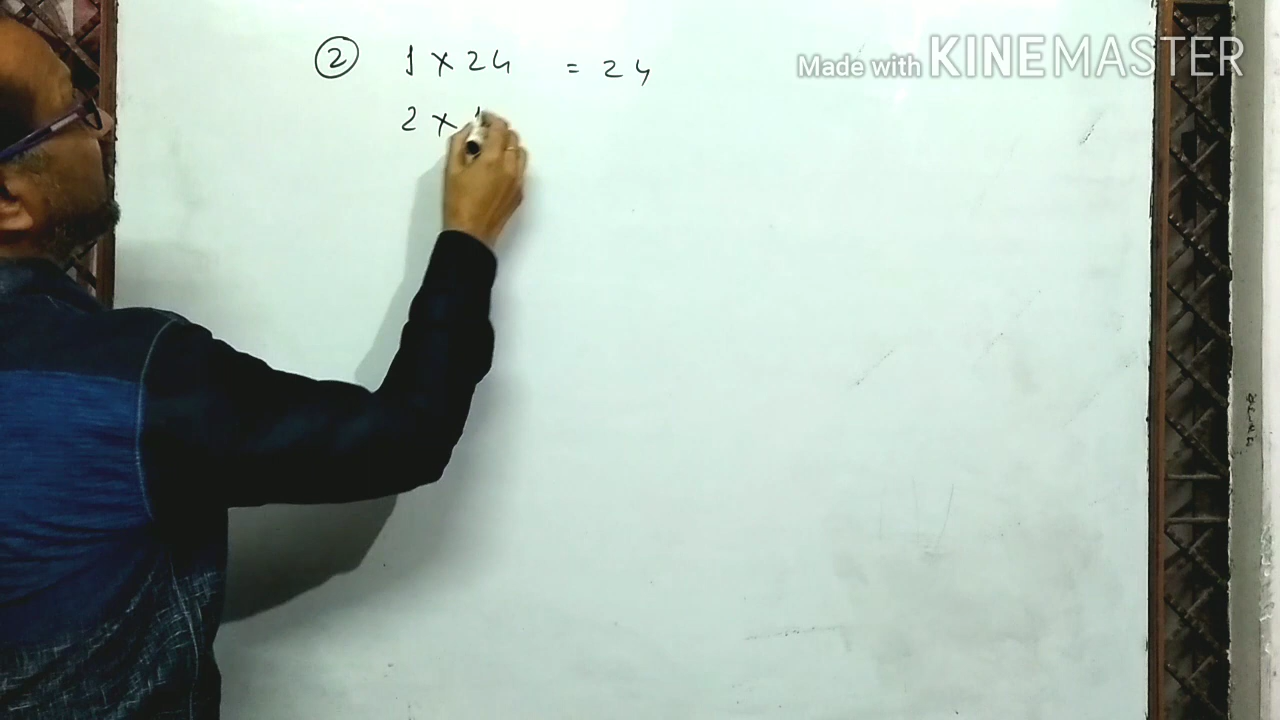 ② 1 × 24 = 24
Made with KINEMASTER
2 ×